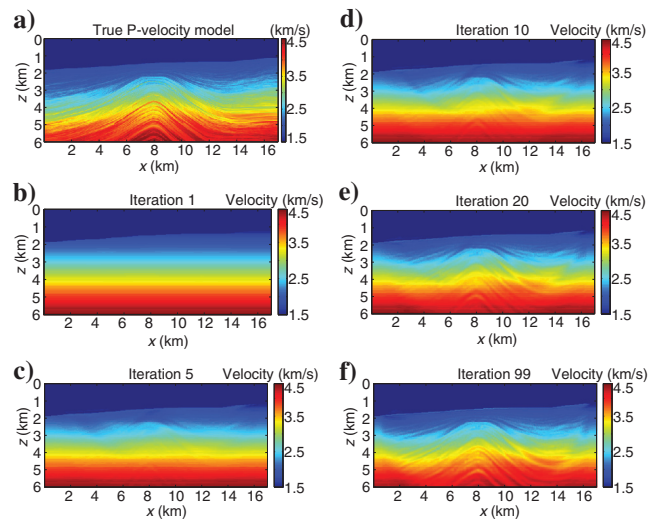 a)
True P-velocity model (km/s)
0
1
2
3
4
5
6
z (km)
2 4 6 8 10 12 14 16
x (km)
4.5
3.5
2.5
1.5
b)
Iteration 1 Velocity (km/s)
0
1
2
3
4
5
6
z (km)
2 4 6 8 10 12 14 16
x (km)
4.5
3.5
2.5
1.5
c)
Iteration 5 Velocity (km/s)
0
1
2
3
4
5
6
z (km)
2 4 6 8 10 12 14 16
x (km)
4.5
3.5
2.5
1.5
d)
Iteration 10 Velocity (km/s)
0
1
2
3
4
5
6
z (km)
2 4 6 8 10 12 14 16
x (km)
4.5
3.5
2.5
1.5
e)
Iteration 20 Velocity (km/s)
0
1
2
3
4
5
6
z (km)
2 4 6 8 10 12 14 16
x (km)
4.5
3.5
2.5
1.5
f)
Iteration 99 Velocity (km/s)
0
1
2
3
4
5
6
z (km)
2 4 6 8 10 12 14 16
x (km)
4.5
3.5
2.5
1.5